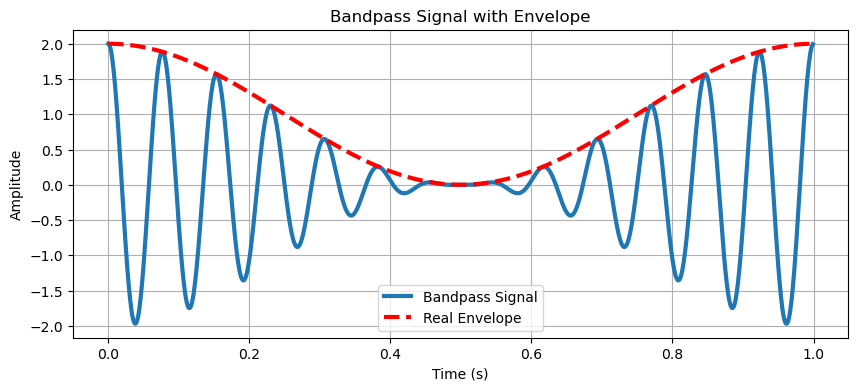 Bandpass Signal with Envelope
Amplitude
2.0
1.5
1.0
0.5
0.0
-0.5
-1.0
-1.5
-2.0
Bandpass Signal
Real Envelope
0.0 0.2 0.4 0.6 0.8 1.0
Time (s)